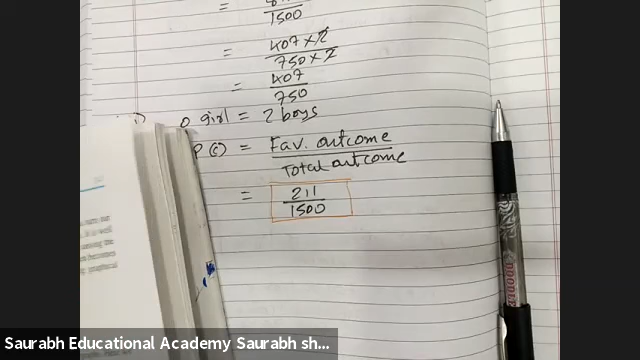 =
1500
= 407 × 2
750 × 2
= 407
750
0 girl = 2 boys
P(c) = Fav. outcome
Total outcome
= 211
1500
Saurabh Educational Academy Saurabh sh...